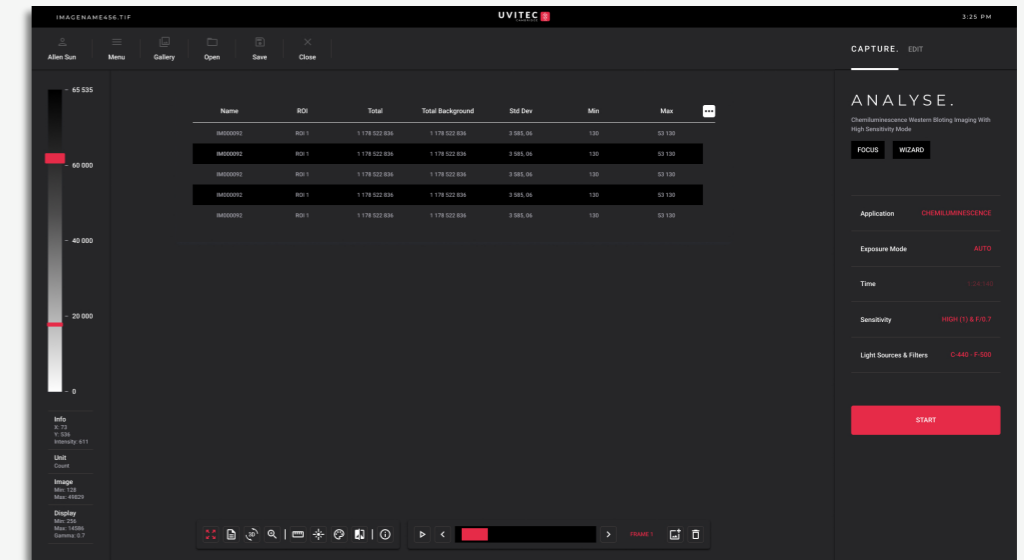 IMAGENAME456.TIF
UVITEC
3:25 PM
Allen Sun
Menu
Gallery
Open
Save
Close
CAPTURE. EDIT
65 535
60 000
40 000
20 000
0
Name ROI Total Total Background Std Dev Min Max
IM000092 ROI 1 1 178 522 836 1 178 522 836 3 585, 06 130 53 130
IM000092 ROI 1 1 178 522 836 1 178 522 836 3 585, 06 130 53 130
IM000092 ROI 1 1 178 522 836 1 178 522 836 3 585, 06 130 53 130
IM000092 ROI 1 1 178 522 836 1 178 522 836 3 585, 06 130 53 130
IM000092 ROI 1 1 178 522 836 1 178 522 836 3 585, 06 130 53 130
ANALYSE.
Chemiluminescence Western Bloting Imaging With
High Sensitivity Mode
FOCUS WIZARD
Application CHEMILUMINESCENCE
Exposure Mode AUTO
Time
Sensitivity HIGH (1) & F/0.7
Light Sources & Filters C-440 - F-500
START
Info
X: 73
Y: 536
Intensity: 611
Unit
Count
Image
Min: 128
Max: 49829
Display
Min: 256
Max: 14586
Gamma: 0.7
3D
FRAME 1